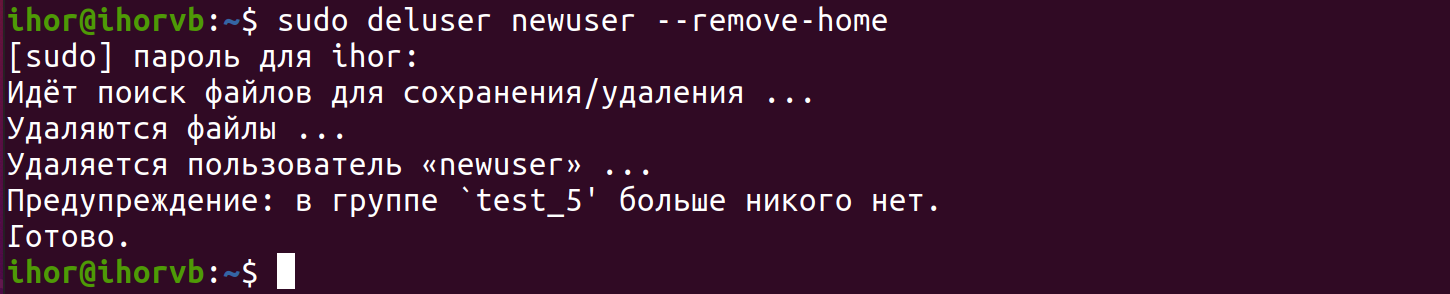 ihor@ihorvb:~$ sudo deluser newuser --remove-home
[sudo] пароль для ihor:
Идёт поиск файлов для сохранения/удаления ...
Удаляются файлы ...
Удаляется пользователь «newuser» ...
Предупреждение: в группе `test_5' больше никого нет.
Готово.
ihor@ihorvb:~$